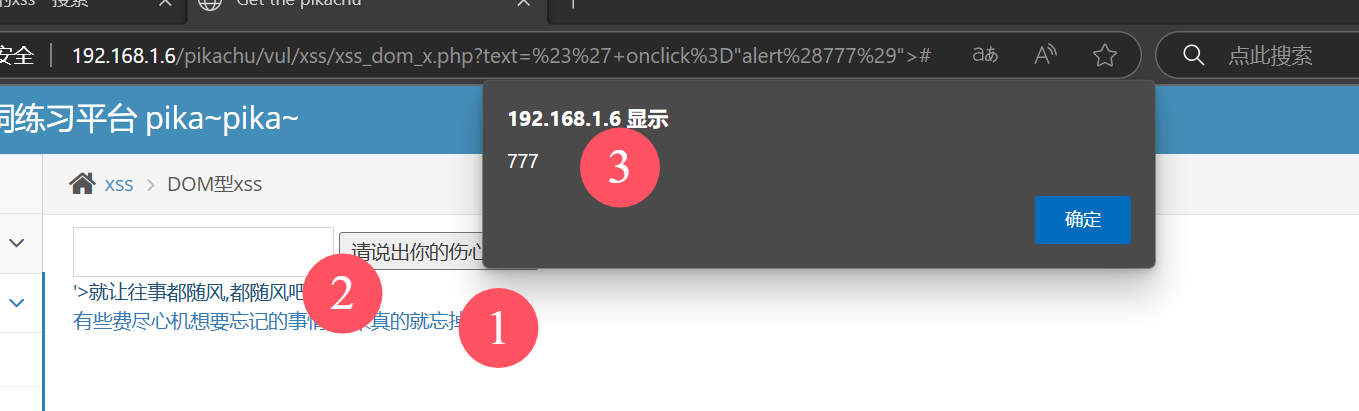 的xss - 搜索
Get the pikachu
安全 192.168.1.6/pikachu/vul/xss/xss_dom_x.php?text=%23%27+onclick%3D"alert%28777%29">#
点此搜索
洞练习平台 pika~pika~
192.168.1.6 显示
777
3
确定
xss
DOM型xss
请说出你的伤心
'>就让往事都随风,都随风吧
2
有些费尽心机想要忘记的事情
真的就忘掉
1